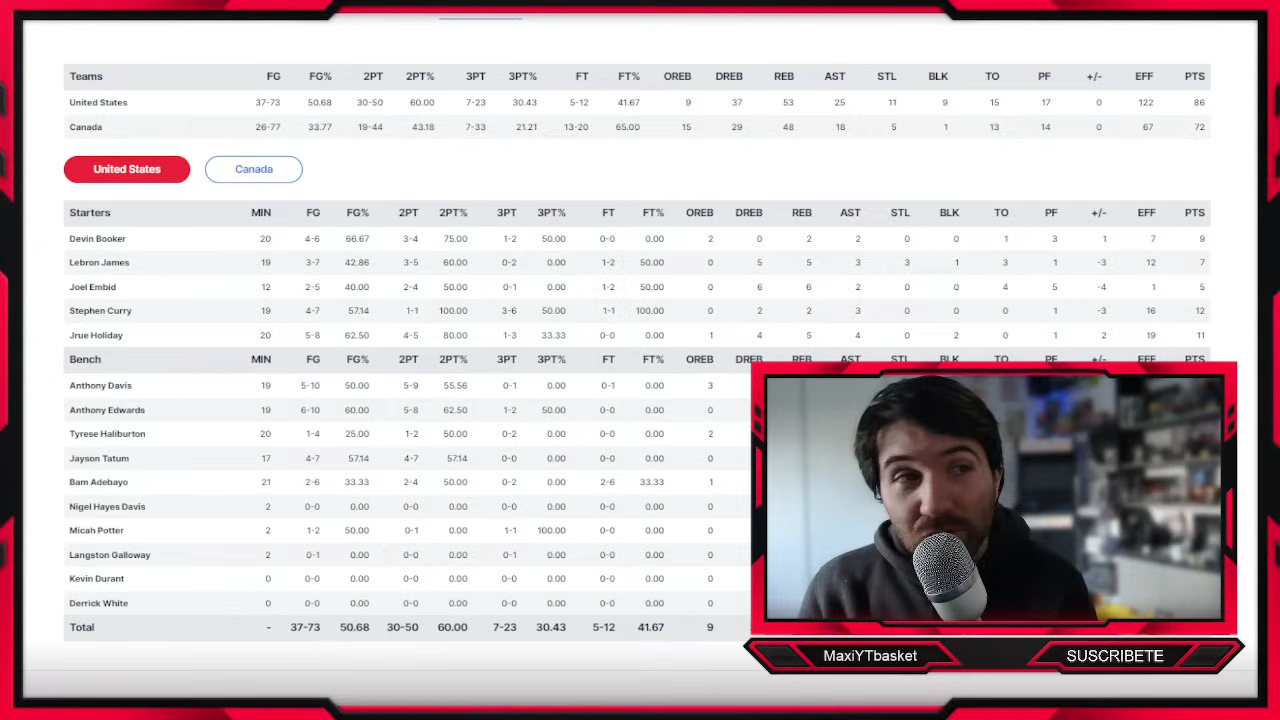 Teams FG FG% 2PT 2PT% 3PT 3PT% FT FT% OREB DREB REB AST STL BLK TO PF +/- EFF PTS
United States 37-73 50.68 30-50 60.00 7-23 30.43 5-12 41.67 9 37 53 25 11 9 15 17 0 122 86
Canada 26-77 33.77 19-44 43.18 7-33 21.21 13-20 65.00 15 29 48 18 5 1 13 14 0 67 72
United States Canada
Starters MIN FG FG% 2PT 2PT% 3PT 3PT% FT FT% OREB DREB REB AST STL BLK TO PF +/- EFF PTS
Devin Booker 20 4-6 66.67 3-4 75.00 1-2 50.00 0-0 0.00 2 0 2 2 0 0 1 3 1 7 9
Lebron James 19 3-7 42.86 3-5 60.00 0-2 0.00 1-2 50.00 0 5 5 3 3 1 3 1 -3 12 7
Joel Embid 12 2-5 40.00 2-4 50.00 0-1 0.00 1-2 50.00 0 6 6 2 0 0 4 5 -4 1 5
Stephen Curry 19 4-7 57.14 1-1 100.00 3-6 50.00 1-1 100.00 0 2 2 3 0 0 0 1 -3 16 12
Jrue Holiday 20 5-8 62.50 4-5 80.00 1-3 33.33 0-0 0.00 1 4 5 4 0 2 0 1 2 19 11
Bench MIN FG FG% 2PT 2PT% 3PT 3PT% FT FT% OREB DREB REB AST STL BLK TO PF +/- EFF PTS
Anthony Davis 19 5-10 50.00 5-9 55.56 0-1 0.00 0-1 0.00 3
Anthony Edwards 19 6-10 60.00 5-8 62.50 1-2 50.00 0-0 0.00 0
Tyrese Haliburton 20 1-4 25.00 1-2 50.00 0-2 0.00 0-0 0.00 2
Jayson Tatum 17 4-7 57.14 4-7 57.14 0-0 0.00 0-0 0.00 0
Bam Adebayo 21 2-6 33.33 2-4 50.00 0-2 0.00 2-6 33.33 1
Nigel Hayes Davis 2 0-0 0.00 0-0 0.00 0-0 0.00 0-0 0.00 0
Micah Potter 2 1-2 50.00 0-1 0.00 1-1 100.00 0-0 0.00 0
Langston Galloway 2 0-1 0.00 0-0 0.00 0-1 0.00 0-0 0.00 0
Kevin Durant 0 0-0 0.00 0-0 0.00 0-0 0.00 0-0 0.00 0
Derrick White 0 0-0 0.00 0-0 0.00 0-0 0.00 0-0 0.00 0
Total - 37-73 50.68 30-50 60.00 7-23 30.43 5-12 41.67 9
MaxiYTbasket SUSCRIBETE